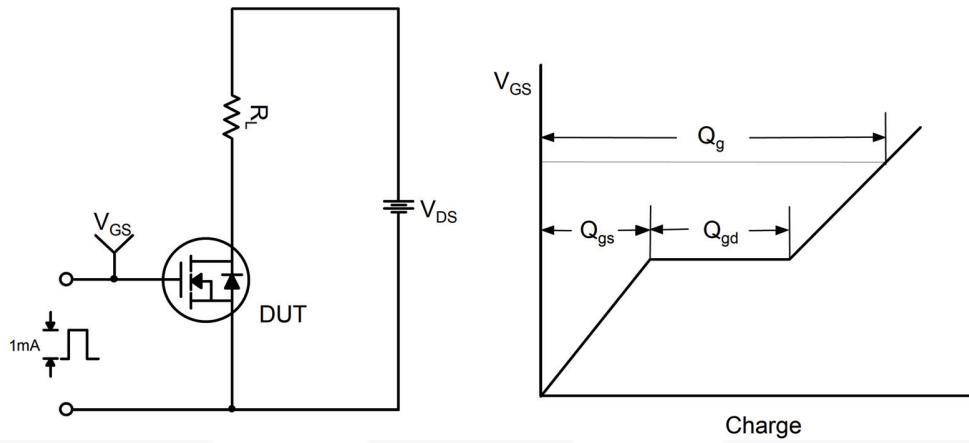 R_L
V_GS
V_DS
DUT
1mA
V_GS
Q_g
Q_gs
Q_gd
Charge